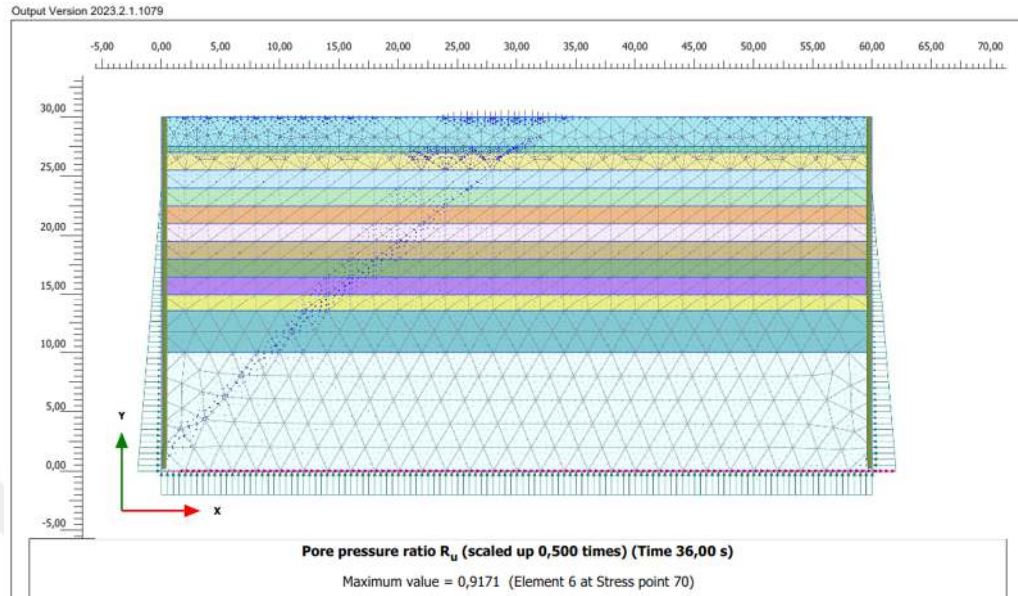 Output Version 2023.2.1.1079
-5,00 0,00 5,00 10,00 15,00 20,00 25,00 30,00 35,00 40,00 45,00 50,00 55,00 60,00 65,00 70,00
30,00
25,00
20,00
15,00
10,00
5,00
0,00
-5,00
Y
X
Pore pressure ratio Ru (scaled up 0,500 times) (Time 36,00 s)
Maximum value = 0,9171 (Element 6 at Stress point 70)